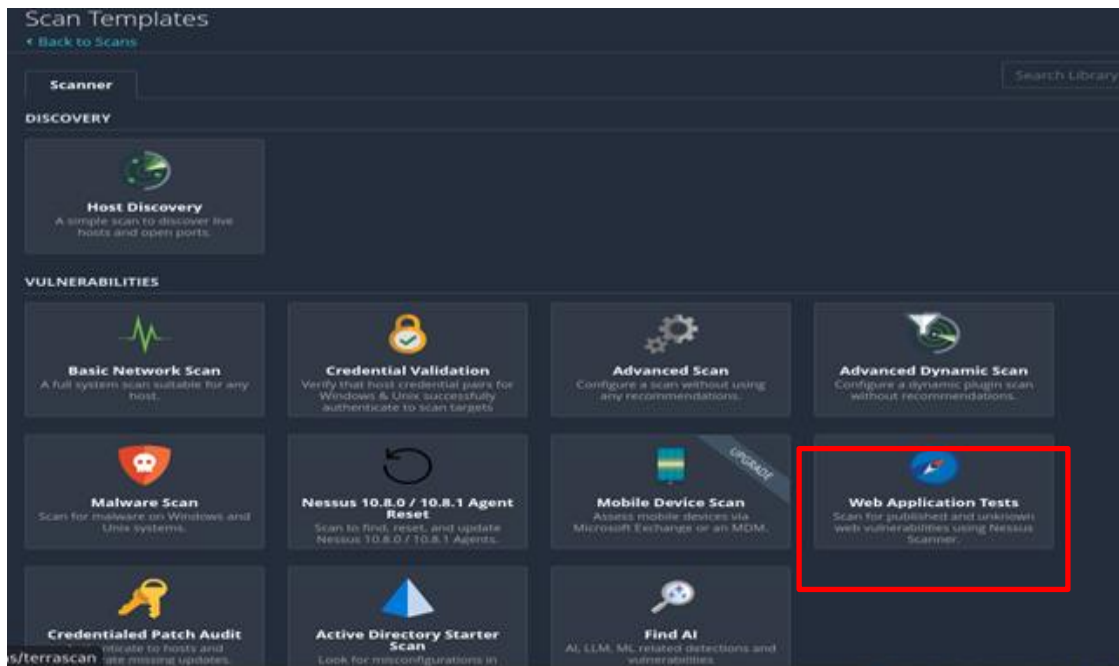 Scan Templates
< Back to Scans
Scanner
Search Library
DISCOVERY
Host Discovery
A simple scan to discover live
hosts and open ports.
VULNERABILITIES
Basic Network Scan
A full system scan suitable for any
host.
Credential Validation
Verify that host credential pairs for
Windows & Unix successfully
authenticate to scan targets
Advanced Scan
Configure a scan without using
any recommendations.
Advanced Dynamic Scan
Configure a dynamic plugin scan
without recommendations.
Malware Scan
Scan for malware on Windows and
Unix systems.
Nessus 10.8.0 / 10.8.1 Agent
Reset
Scan to find, reset, and update
Nessus 10.8.0 / 10.8.1 Agents.
UPGRADE
Mobile Device Scan
Assess mobile devices via
Microsoft Exchange or an MDM.
Web Application Tests
Scan for published and unknown
web vulnerabilities using Nessus
Scanner.
Credentialed Patch Audit
to hosts and
missing updates.
Active Directory Starter
Scan
Look for misconfigurations in
Find AI
AI, LLM, ML related detections and
vulnerabilities.
s/terrascan